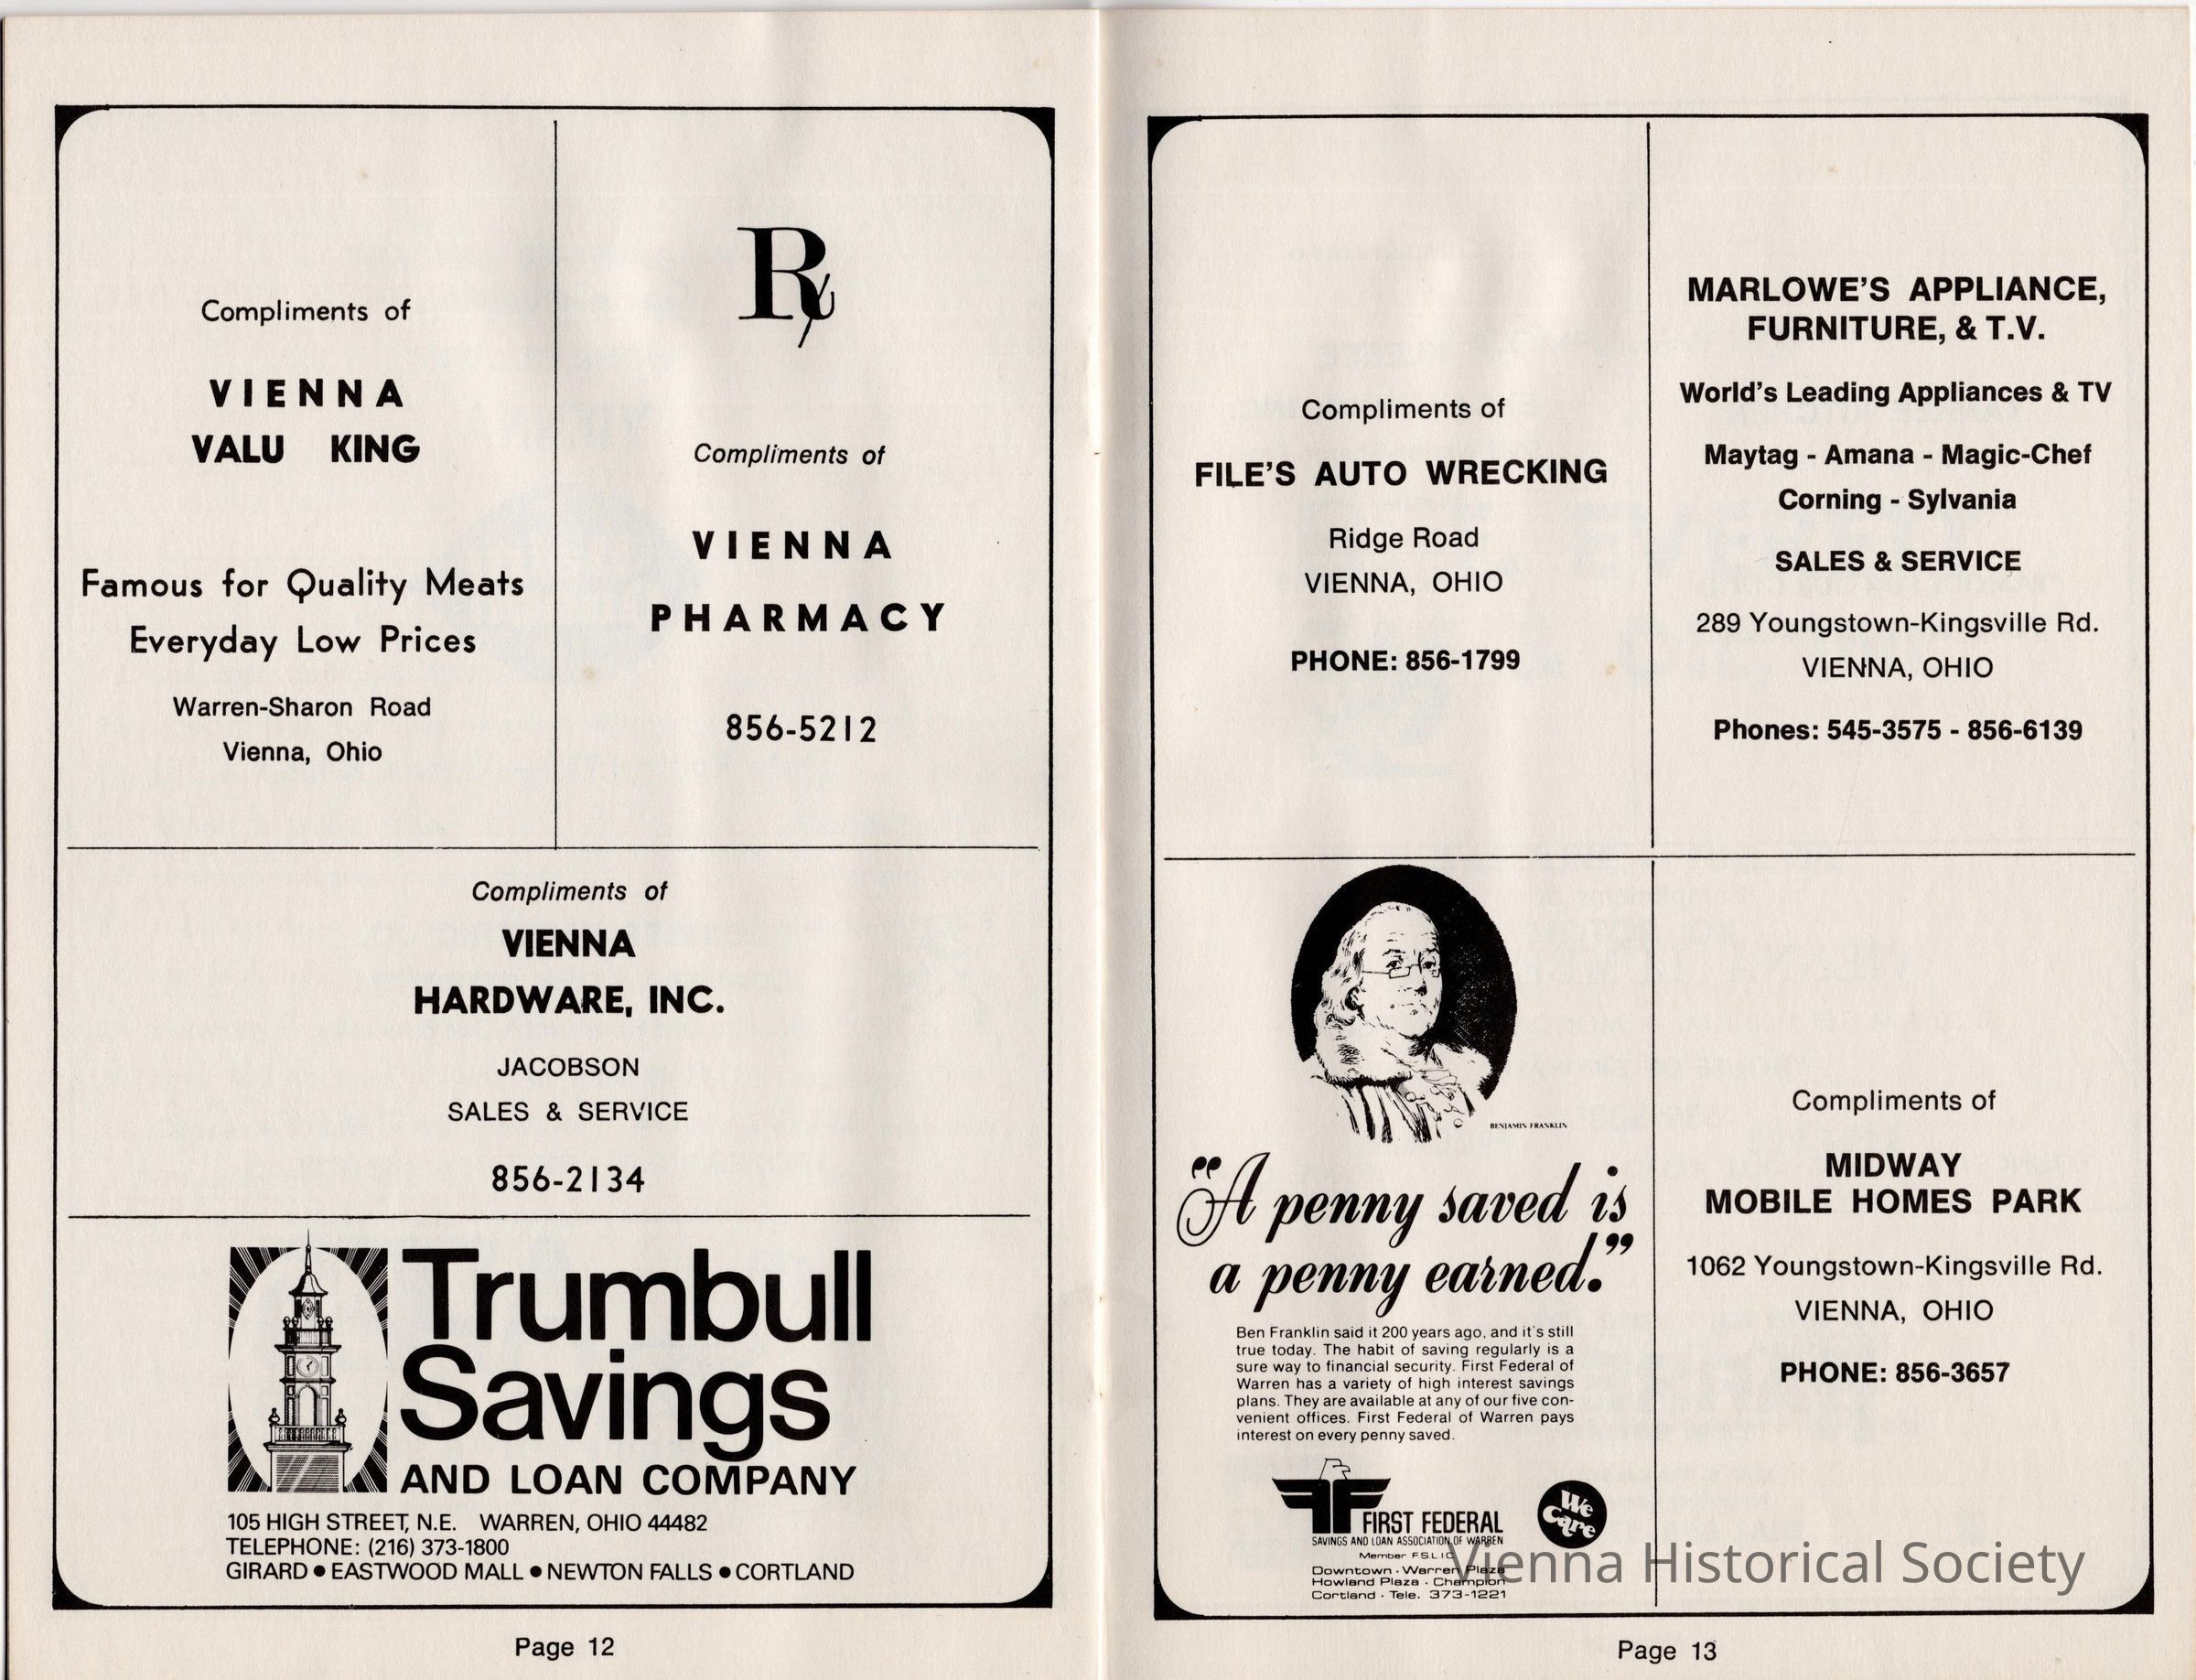 Compliments of
VIENNA
VALU KING
Famous for Quality Meats
Everyday Low Prices
Warren-Sharon Road
Vienna, Ohio
Rx
Compliments of
VIENNA
PHARMACY
856-5212
Compliments of
VIENNA
HARDWARE, INC.
JACOBSON
SALES & SERVICE
856-2134
Trumbull
Savings
AND LOAN COMPANY
105 HIGH STREET, N.E. WARREN, OHIO 44482
TELEPHONE: (216) 373-1800
GIRARD ● EASTWOOD MALL ● NEWTON FALLS ● CORTLAND
Page 12
Compliments of
FILE'S AUTO WRECKING
Ridge Road
VIENNA, OHIO
PHONE: 856-1799
MARLOWE'S APPLIANCE,
FURNITURE, & T.V.
World's Leading Appliances & TV
Maytag - Amana - Magic-Chef
Corning - Sylvania
SALES & SERVICE
289 Youngstown-Kingsville Rd.
VIENNA, OHIO
Phones: 545-3575 - 856-6139
BENJAMIN FRANKLIN
"A penny saved is
a penny earned."
Ben Franklin said it 200 years ago, and it's still
true today. The habit of saving regularly is a
sure way to financial security. First Federal of
Warren has a variety of high interest savings
plans. They are available at any of our five con-
venient offices. First Federal of Warren pays
interest on every penny saved.
FF
FIRST FEDERAL
SAVINGS AND LOAN ASSOCIATION OF WARREN
Member F.S.L.I.C.
Downtown · Warren Plaza
Howland Plaza · Champion
Cortland · Tele. 373-1221
We
Care
Compliments of
MIDWAY
MOBILE HOMES PARK
1062 Youngstown-Kingsville Rd.
VIENNA, OHIO
PHONE: 856-3657
Vienna Historical Society
Page 13